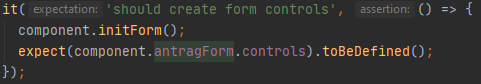 it( expectation: 'should create form controls', assertion: () => {
component.initForm();
expect(component.antragForm.controls).toBeDefined();
});